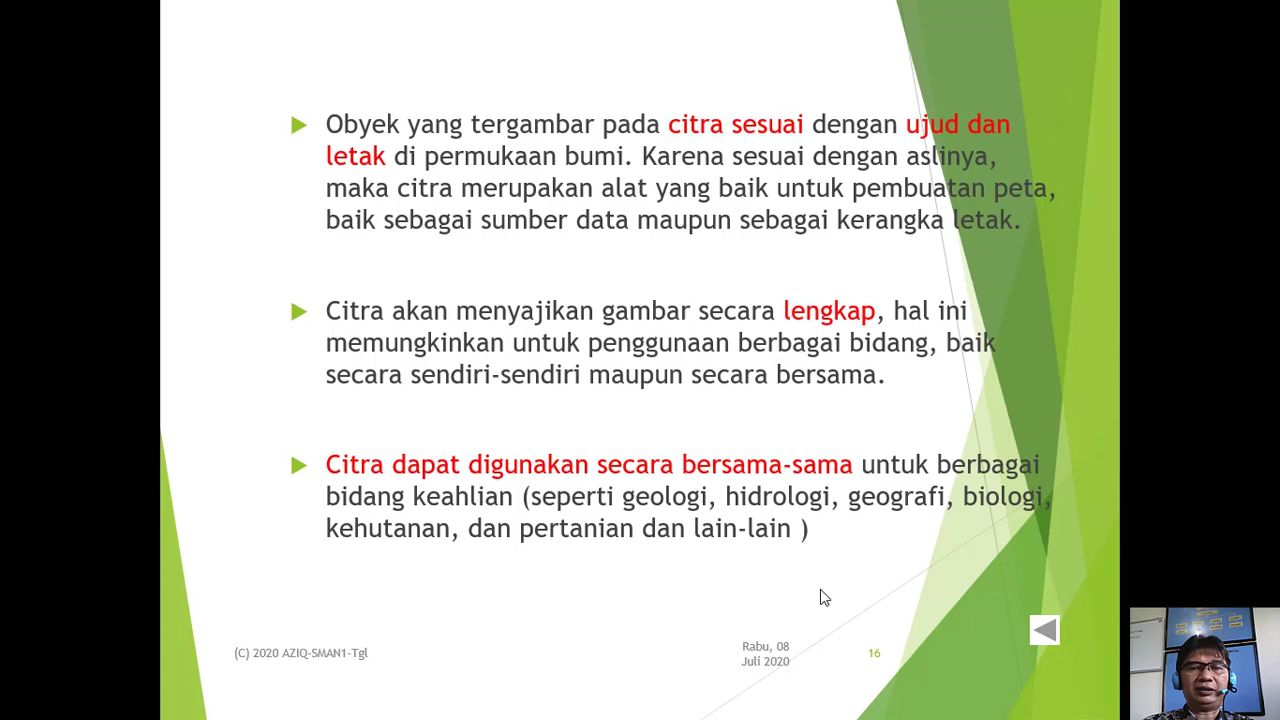 Obyek yang tergambar pada citra sesuai dengan ujud dan
letak di permukaan bumi. Karena sesuai dengan aslinya,
maka citra merupakan alat yang baik untuk pembuatan peta,
baik sebagai sumber data maupun sebagai kerangka letak.
Citra akan menyajikan gambar secara lengkap, hal ini
memungkinkan untuk penggunaan berbagai bidang, baik
secara sendiri-sendiri maupun secara bersama.
Citra dapat digunakan secara bersama-sama untuk berbagai
bidang keahlian (seperti geologi, hidrologi, geografi, biologi,
kehutanan, dan pertanian dan lain-lain )
(C) 2020 AZIQ-SMAN1-Tgl
Rabu, 08
Juli 2020
16